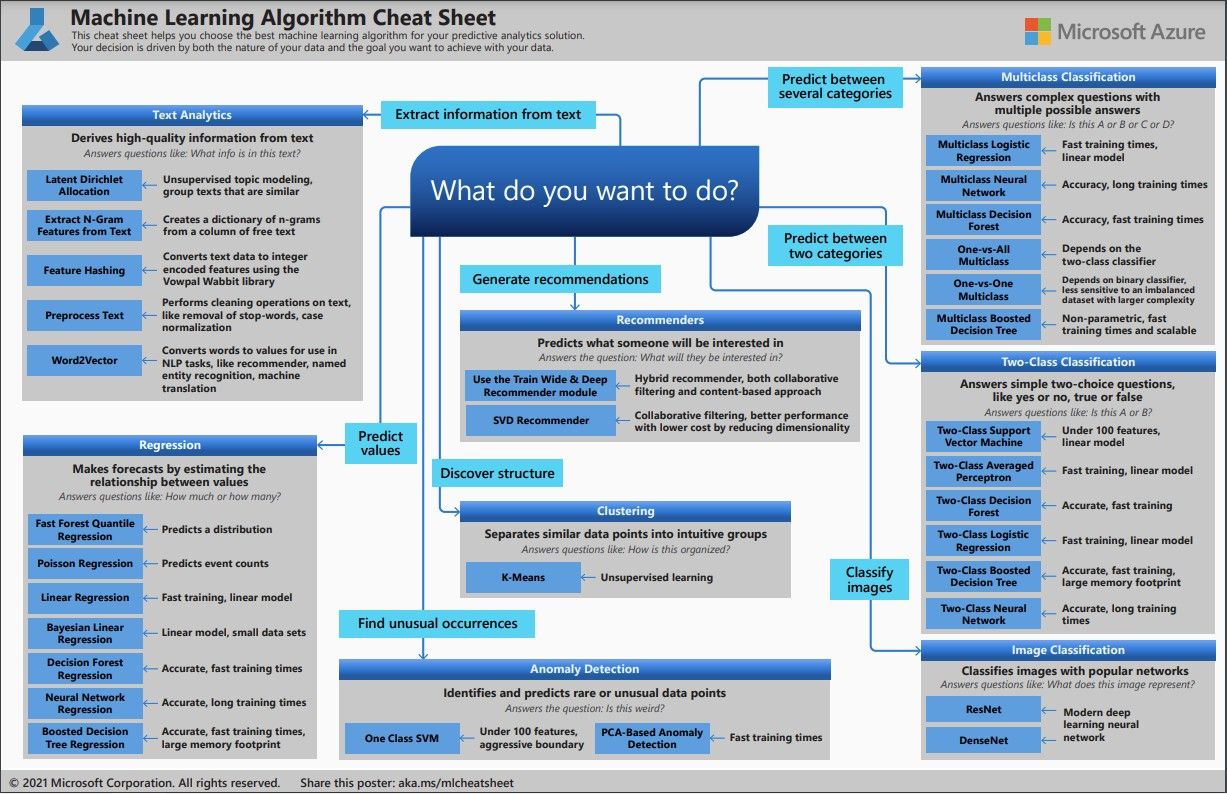 Machine Learning Algorithm Cheat Sheet
This cheat sheet helps you choose the best machine learning algorithm for your predictive analytics solution.
Your decision is driven by both the nature of your data and the goal you want to achieve with your data.
Microsoft Azure
What do you want to do?
Extract information from text
Text Analytics
Derives high-quality information from text
Answers questions like: What info is in this text?
Latent Dirichlet
Allocation
Unsupervised topic modeling,
group texts that are similar
Extract N-Gram
Features from Text
Creates a dictionary of n-grams
from a column of free text
Feature Hashing
Converts text data to integer
encoded features using the
Vowpal Wabbit library
Preprocess Text
Performs cleaning operations on text,
like removal of stop-words, case
normalization
Word2Vector
Converts words to values for use in
NLP tasks, like recommender, named
entity recognition, machine
translation
Predict
values
Regression
Makes forecasts by estimating the
relationship between values
Answers questions like: How much or how many?
Fast Forest Quantile
Regression
Predicts a distribution
Poisson Regression
Predicts event counts
Linear Regression
Fast training, linear model
Bayesian Linear
Regression
Linear model, small data sets
Decision Forest
Regression
Accurate, fast training times
Neural Network
Regression
Accurate, long training times
Boosted Decision
Tree Regression
Accurate, fast training times,
large memory footprint
Generate recommendations
Recommenders
Predicts what someone will be interested in
Answers the question: What will they be interested in?
Use the Train Wide & Deep
Recommender module
Hybrid recommender, both collaborative
filtering and content-based approach
SVD Recommender
Collaborative filtering, better performance
with lower cost by reducing dimensionality
Discover structure
Clustering
Separates similar data points into intuitive groups
Answers questions like: How is this organized?
K-Means
Unsupervised learning
Find unusual occurrences
Anomaly Detection
Identifies and predicts rare or unusual data points
Answers the question: Is this weird?
One Class SVM
Under 100 features,
aggressive boundary
PCA-Based Anomaly
Detection
Fast training times
Predict between
several categories
Multiclass Classification
Answers complex questions with
multiple possible answers
Answers questions like: Is this A or B or C or D?
Multiclass Logistic
Regression
Fast training times,
linear model
Multiclass Neural
Network
Accuracy, long training times
Multiclass Decision
Forest
Accuracy, fast training times
One-vs-All
Multiclass
Depends on the
two-class classifier
One-vs-One
Multiclass
Depends on binary classifier,
less sensitive to an imbalanced
dataset with larger complexity
Multiclass Boosted
Decision Tree
Non-parametric, fast
training times and scalable
Predict between
two categories
Two-Class Classification
Answers simple two-choice questions,
like yes or no, true or false
Answers questions like: Is this A or B?
Two-Class Support
Vector Machine
Under 100 features,
linear model
Two-Class Averaged
Perceptron
Fast training, linear model
Two-Class Decision
Forest
Accurate, fast training
Two-Class Logistic
Regression
Fast training, linear model
Two-Class Boosted
Decision Tree
Accurate, fast training,
large memory footprint
Two-Class Neural
Network
Accurate, long training
times
Classify
images
Image Classification
Classifies images with popular networks
Answers questions like: What does this image represent?
ResNet
DenseNet
Modern deep
learning neural
network
© 2021 Microsoft Corporation. All rights reserved. Share this poster: aka.ms/mlcheatsheet